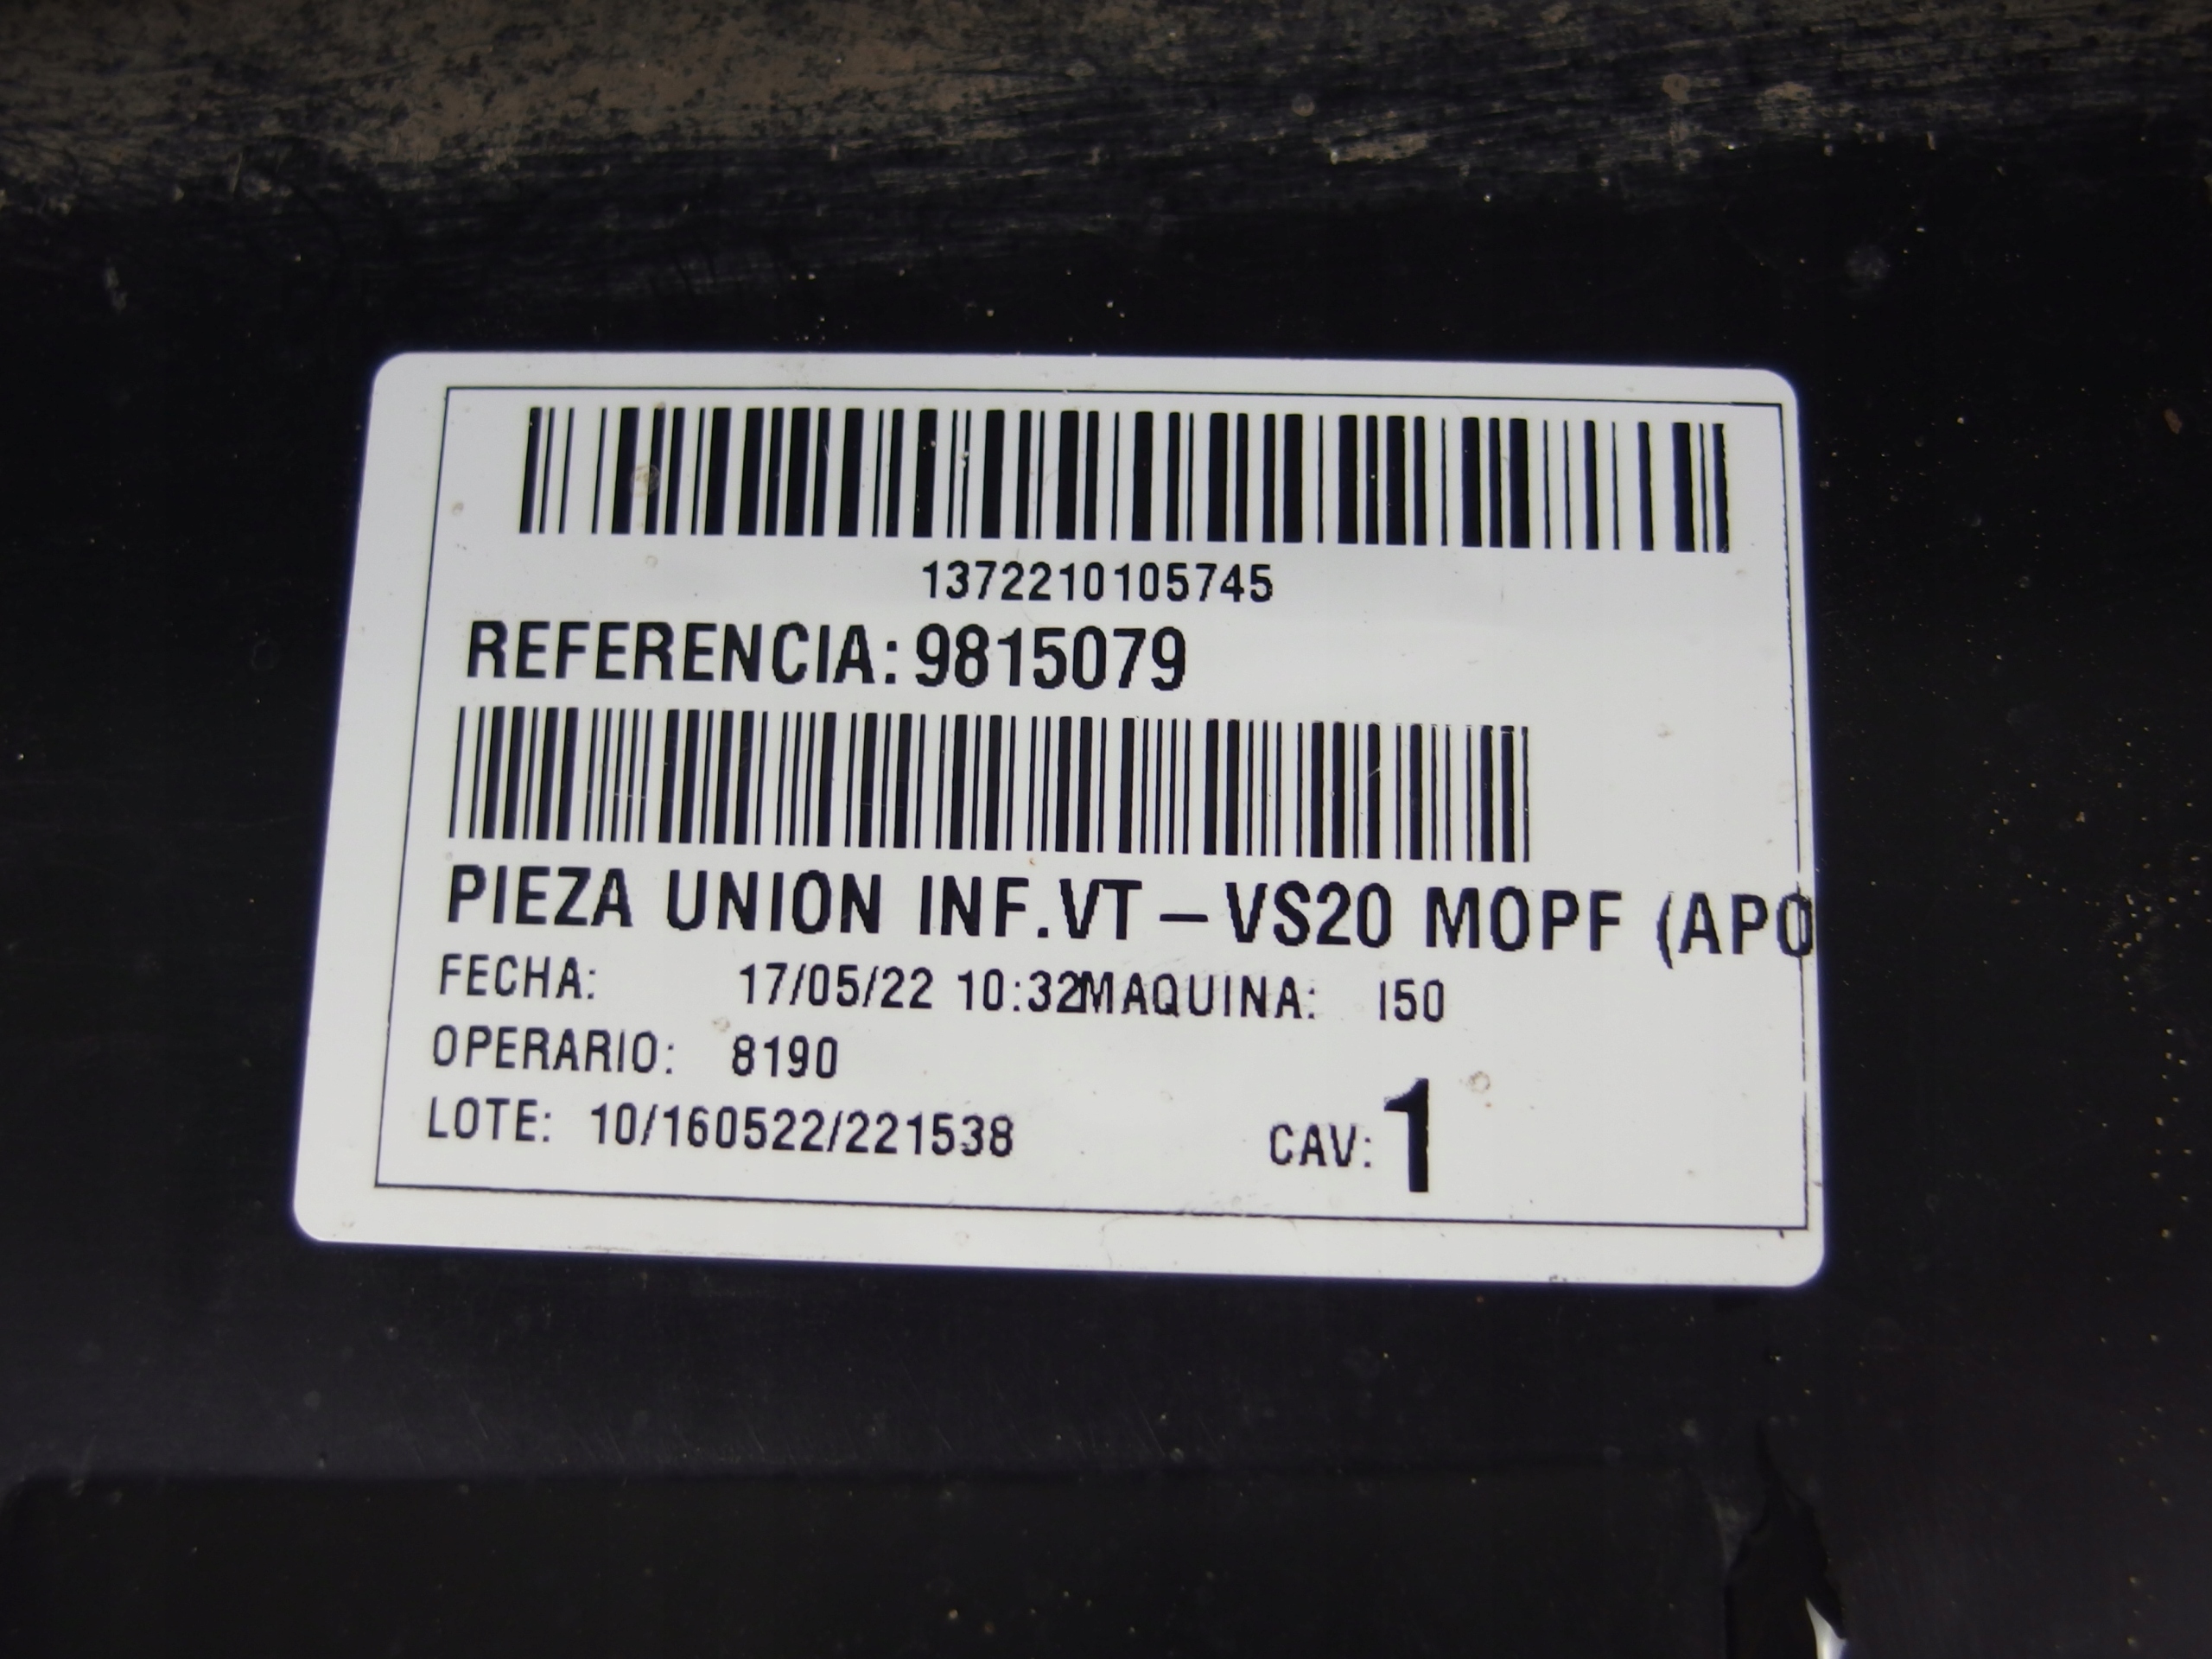 1372210105745
REFERENCIA: 9815079
PIEZA UNION INF.VT-VS20 MOPF (APO
FECHA: 17/05/22 10:32MAQUINA: I50
OPERARIO: 8190
LOTE: 10/160522/221538 CAV: 1